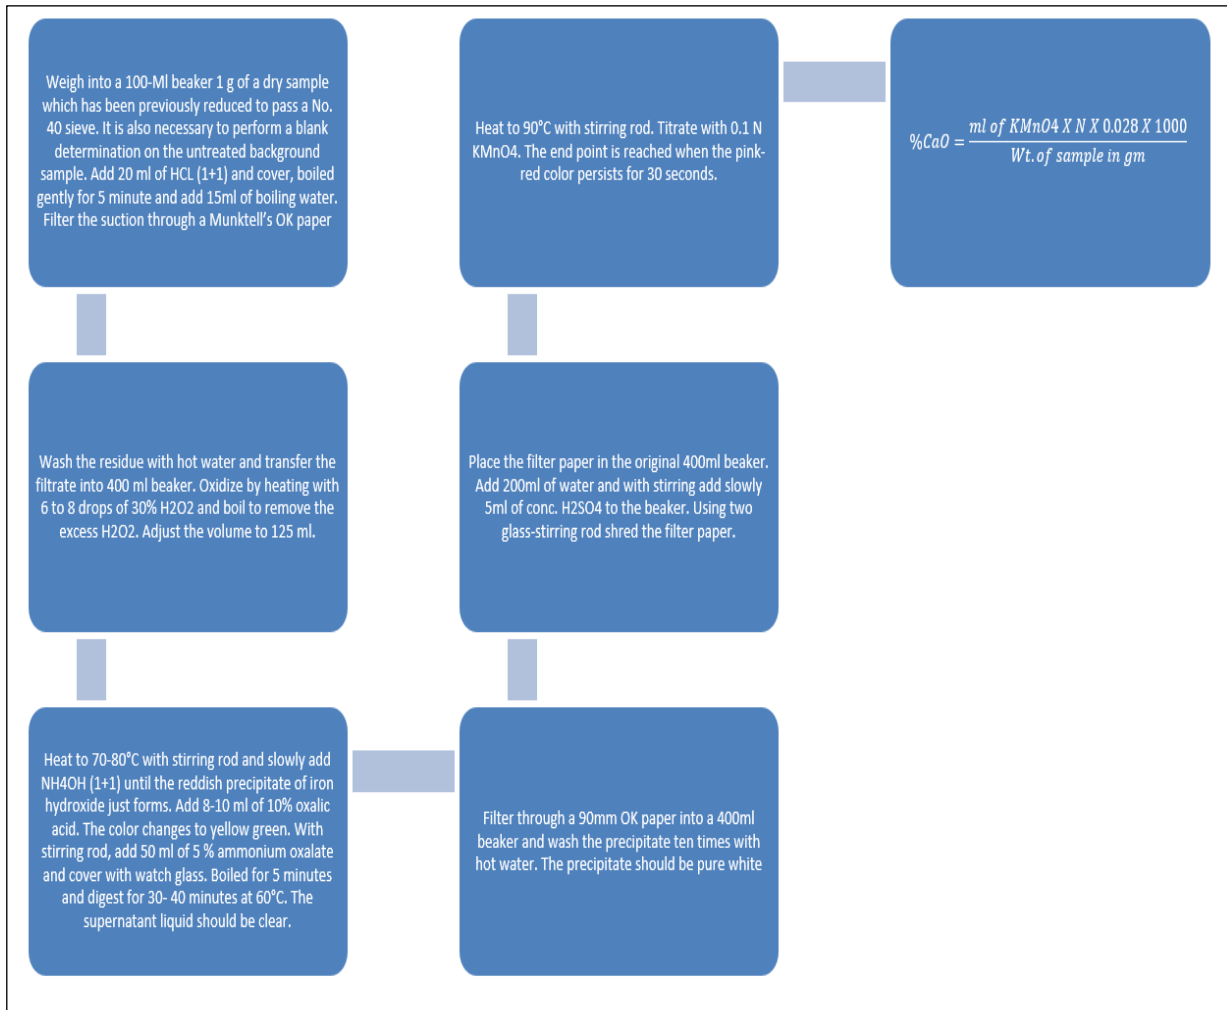 Weigh into a 100-Ml beaker 1 g of a dry sample
which has been previously reduced to pass a No.
40 sieve. It is also necessary to perform a blank
determination on the untreated background
sample. Add 20 ml of HCL (1+1) and cover, boiled
gently for 5 minute and add 15ml of boiling water.
Filter the suction through a Munktell's OK paper
Wash the residue with hot water and transfer the
filtrate into 400 ml beaker. Oxidize by heating with
6 to 8 drops of 30% H2O2 and boil to remove the
excess H2O2. Adjust the volume to 125 ml.
Heat to 70-80°C with stirring rod and slowly add
NH4OH (1+1) until the reddish precipitate of iron
hydroxide just forms. Add 8-10 ml of 10% oxalic
acid. The color changes to yellow green. With
stirring rod, add 50 ml of 5 % ammonium oxalate
and cover with watch glass. Boiled for 5 minutes
and digest for 30- 40 minutes at 60°C. The
supernatant liquid should be clear.
Filter through a 90mm OK paper into a 400ml
beaker and wash the precipitate ten times with
hot water. The precipitate should be pure white
Place the filter paper in the original 400ml beaker.
Add 200ml of water and with stirring add slowly
5ml of conc. H2SO4 to the beaker. Using two
glass-stirring rod shred the filter paper.
Heat to 90°C with stirring rod. Titrate with 0.1 N
KMnO4. The end point is reached when the pink-
red color persists for 30 seconds.
%CaO = ml of KMnO4 X N X 0.028 X 1000
Wt. of sample in gm